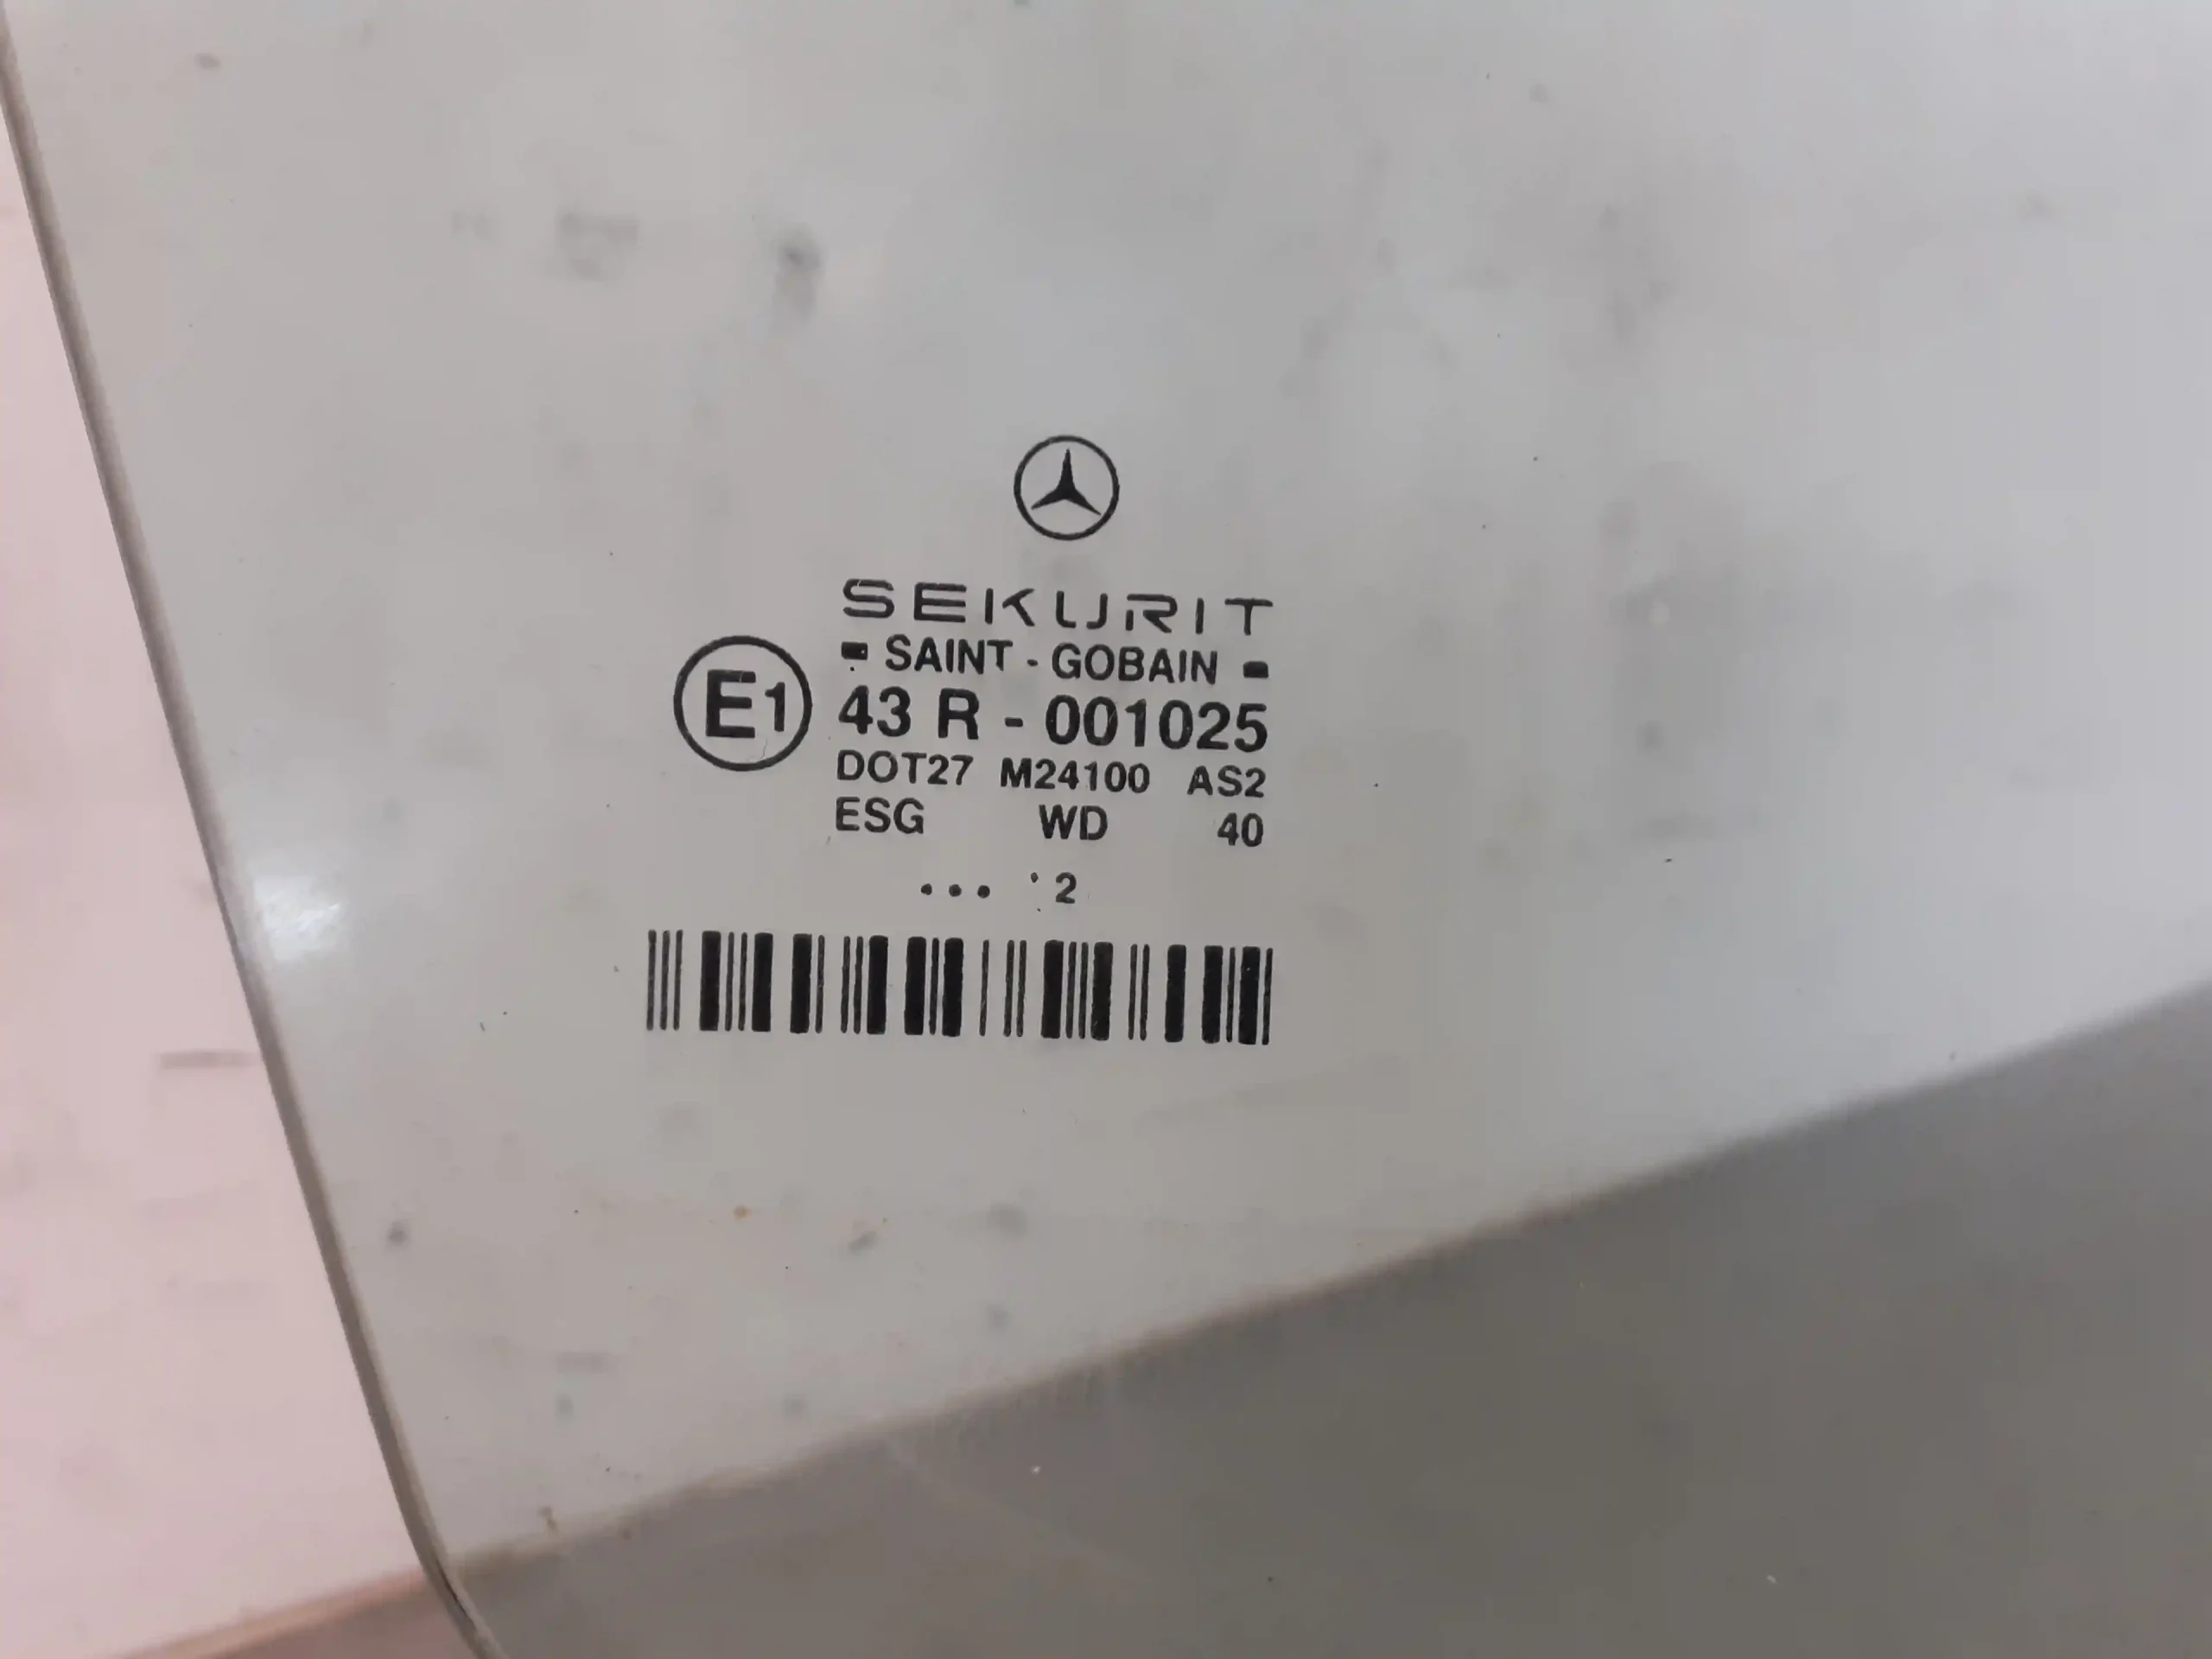 SEKURIT
SAINT - GOBAIN
E1 43 R - 001025
DOT27 M24100 AS2
ESG WD 40
... 2